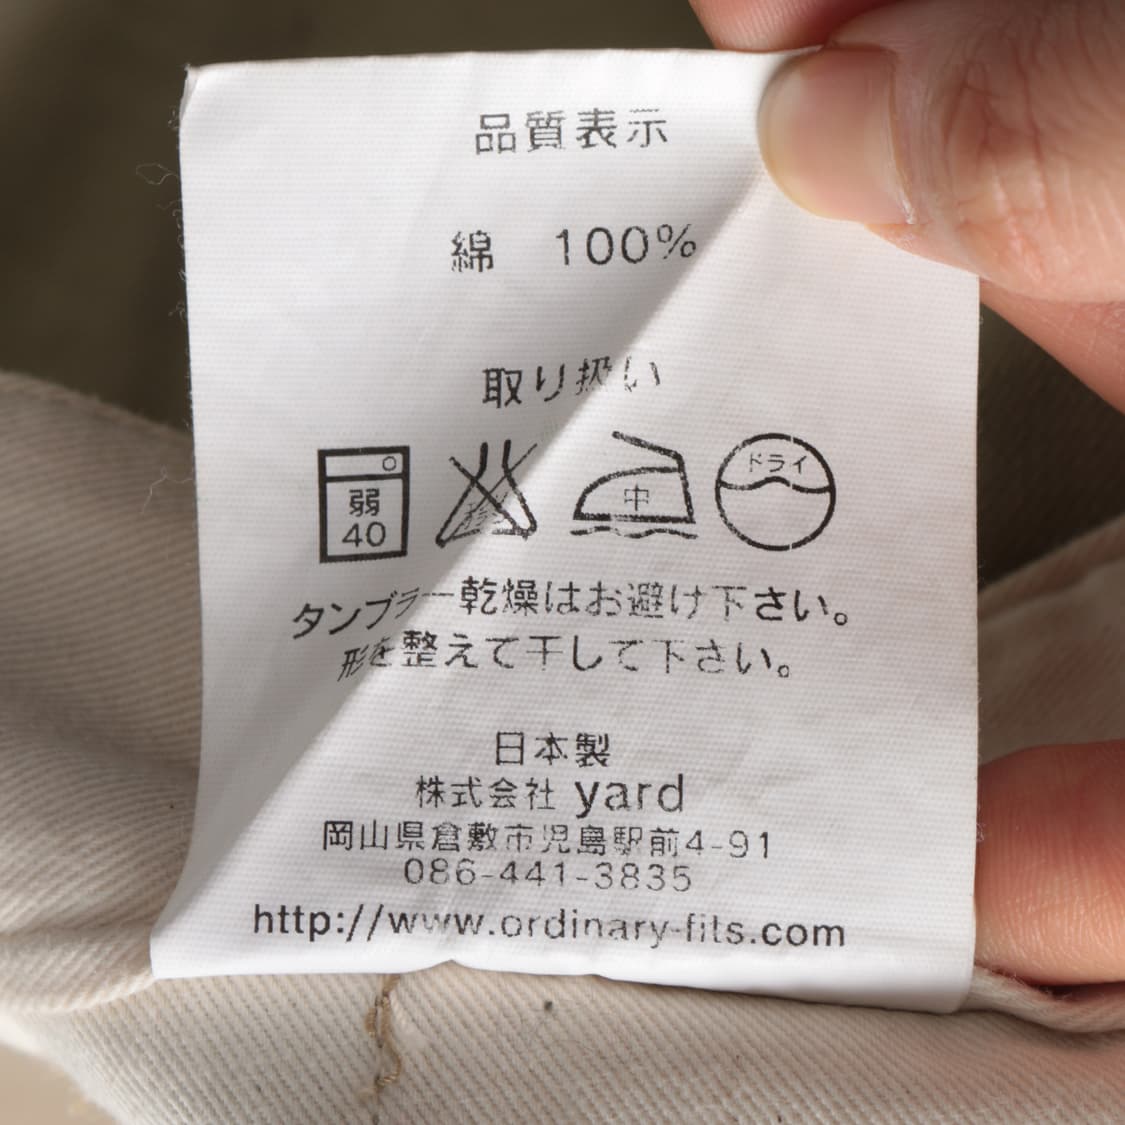 品質表示
綿 100%
取り扱い
弱
40
中
ドライ
タンブラー乾燥はお避け下さい。
形を整えて干して下さい。
日本製
株式会社 yard
岡山県倉敷市児島駅前4-91
086-441-3835
http://www.ordinary-fits.com